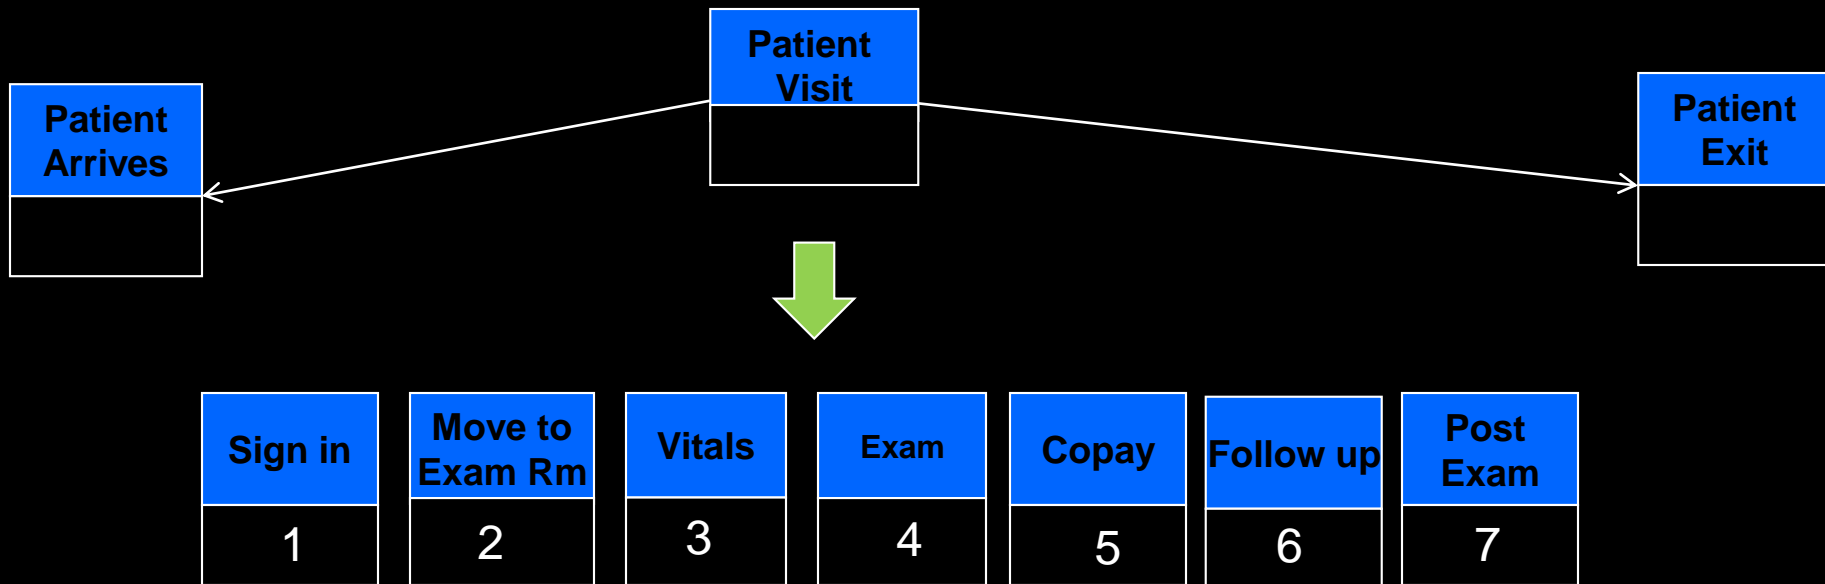 Patient
Visit
Patient
Arrives
Patient
Exit
Sign in
Move to
Exam Rm
Vitals
Exam
Copay
Follow up
Post
Exam
1
2
3
4
5
6
7